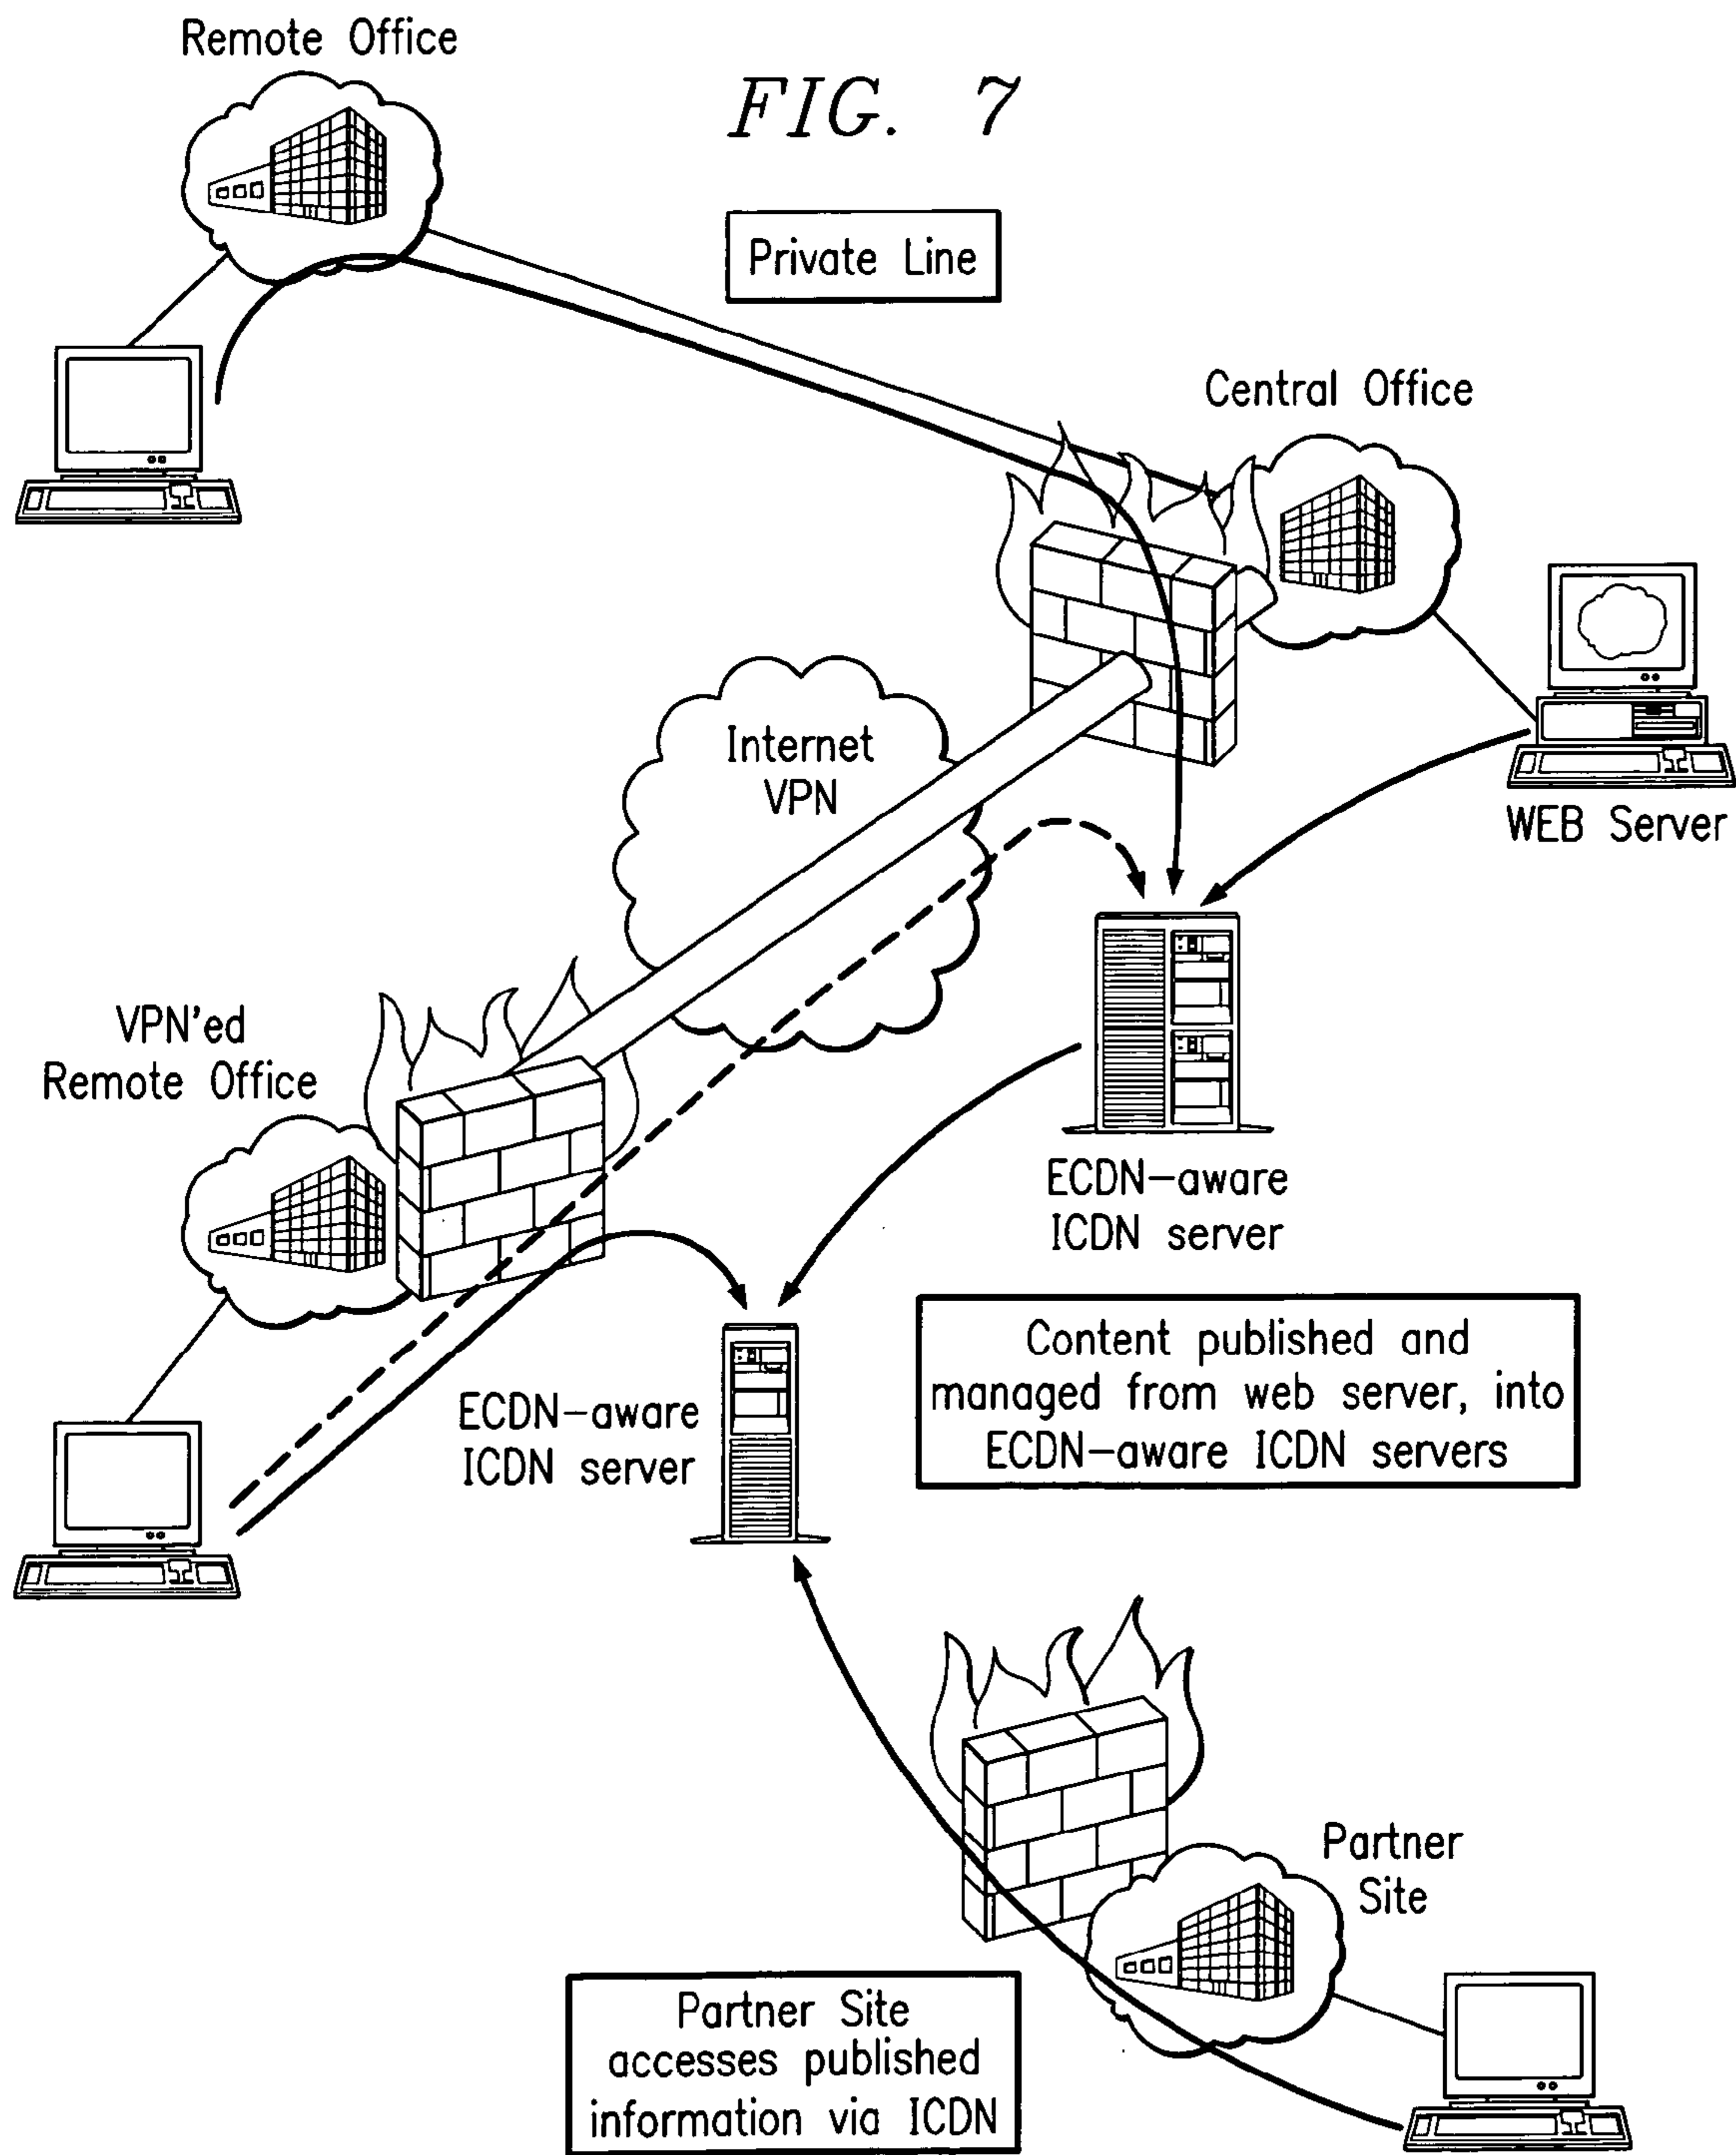 Remote Office
FIG. 7
Private Line
Central Office
Internet
VPN
WEB Server
VPN'ed
Remote Office
ECDN-aware
ICDN server
ECDN-aware
ICDN server
Content published and
managed from web server, into
ECDN-aware ICDN servers
Partner
Site
Partner Site
accesses published
information via ICDN